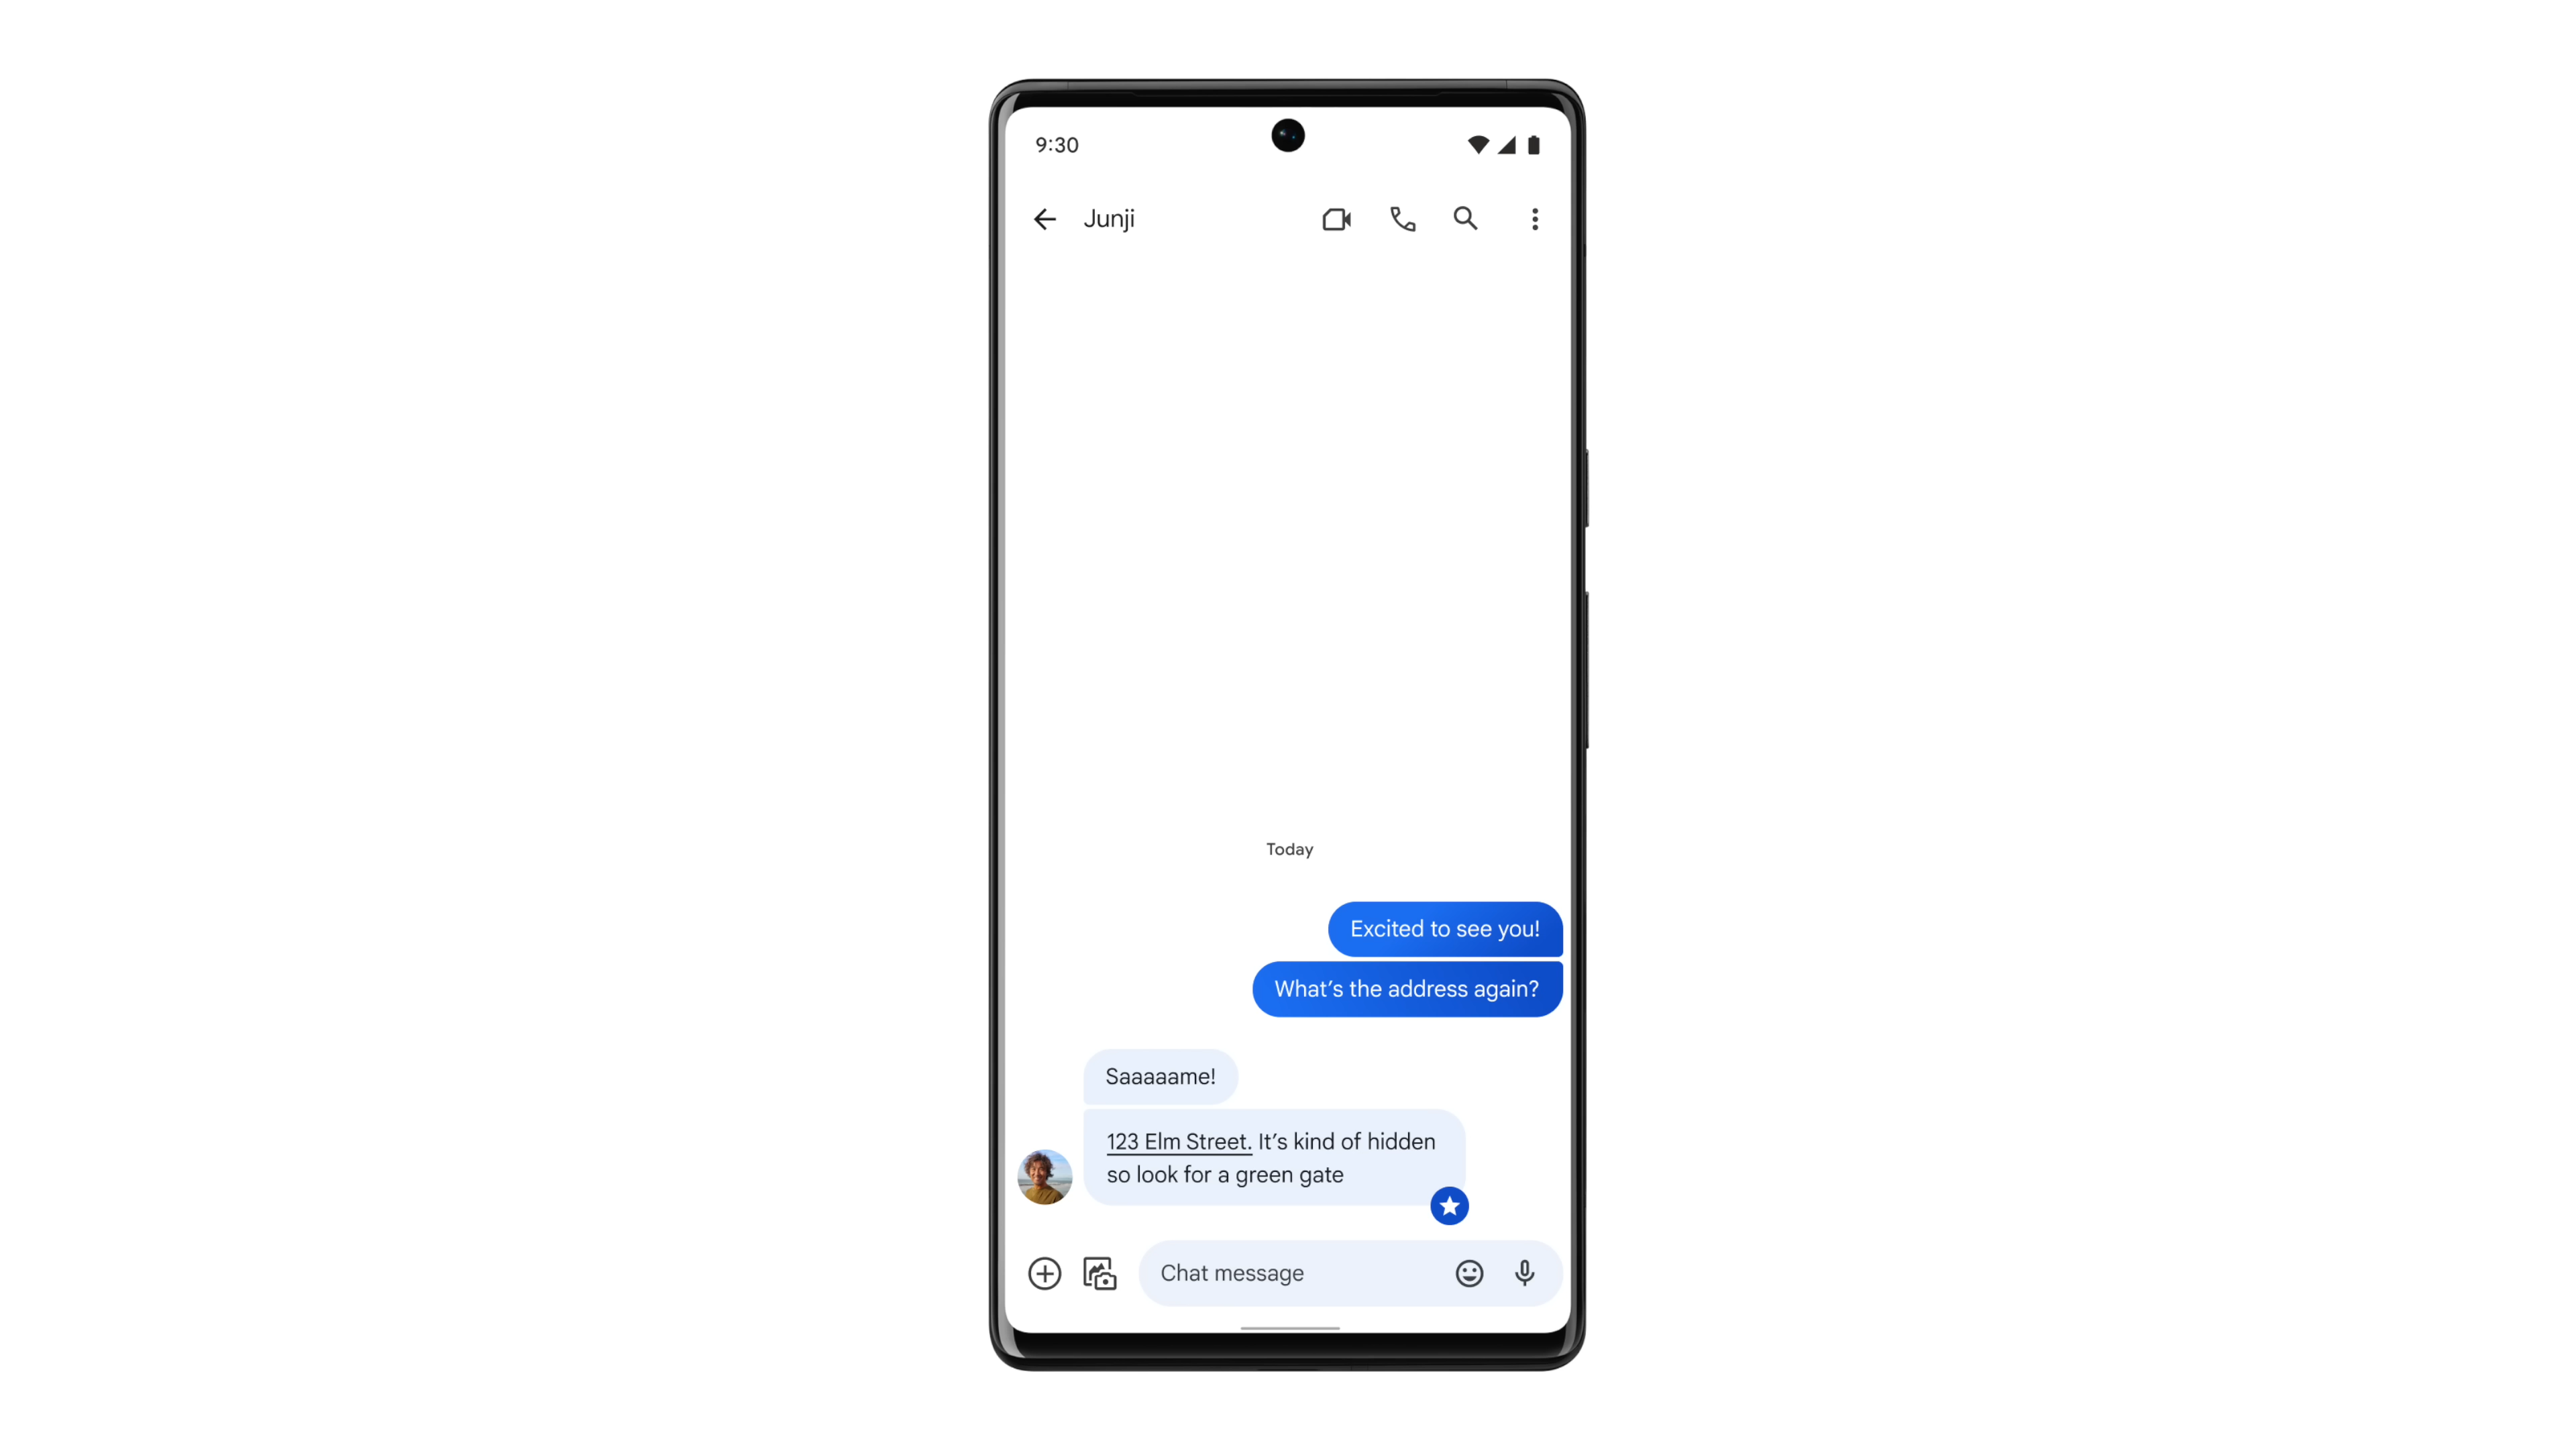 9:30
Junji
Today
Excited to see you!
What's the address again?
Saaaaame!
123 Elm Street. It's kind of hidden
so look for a green gate
Chat message